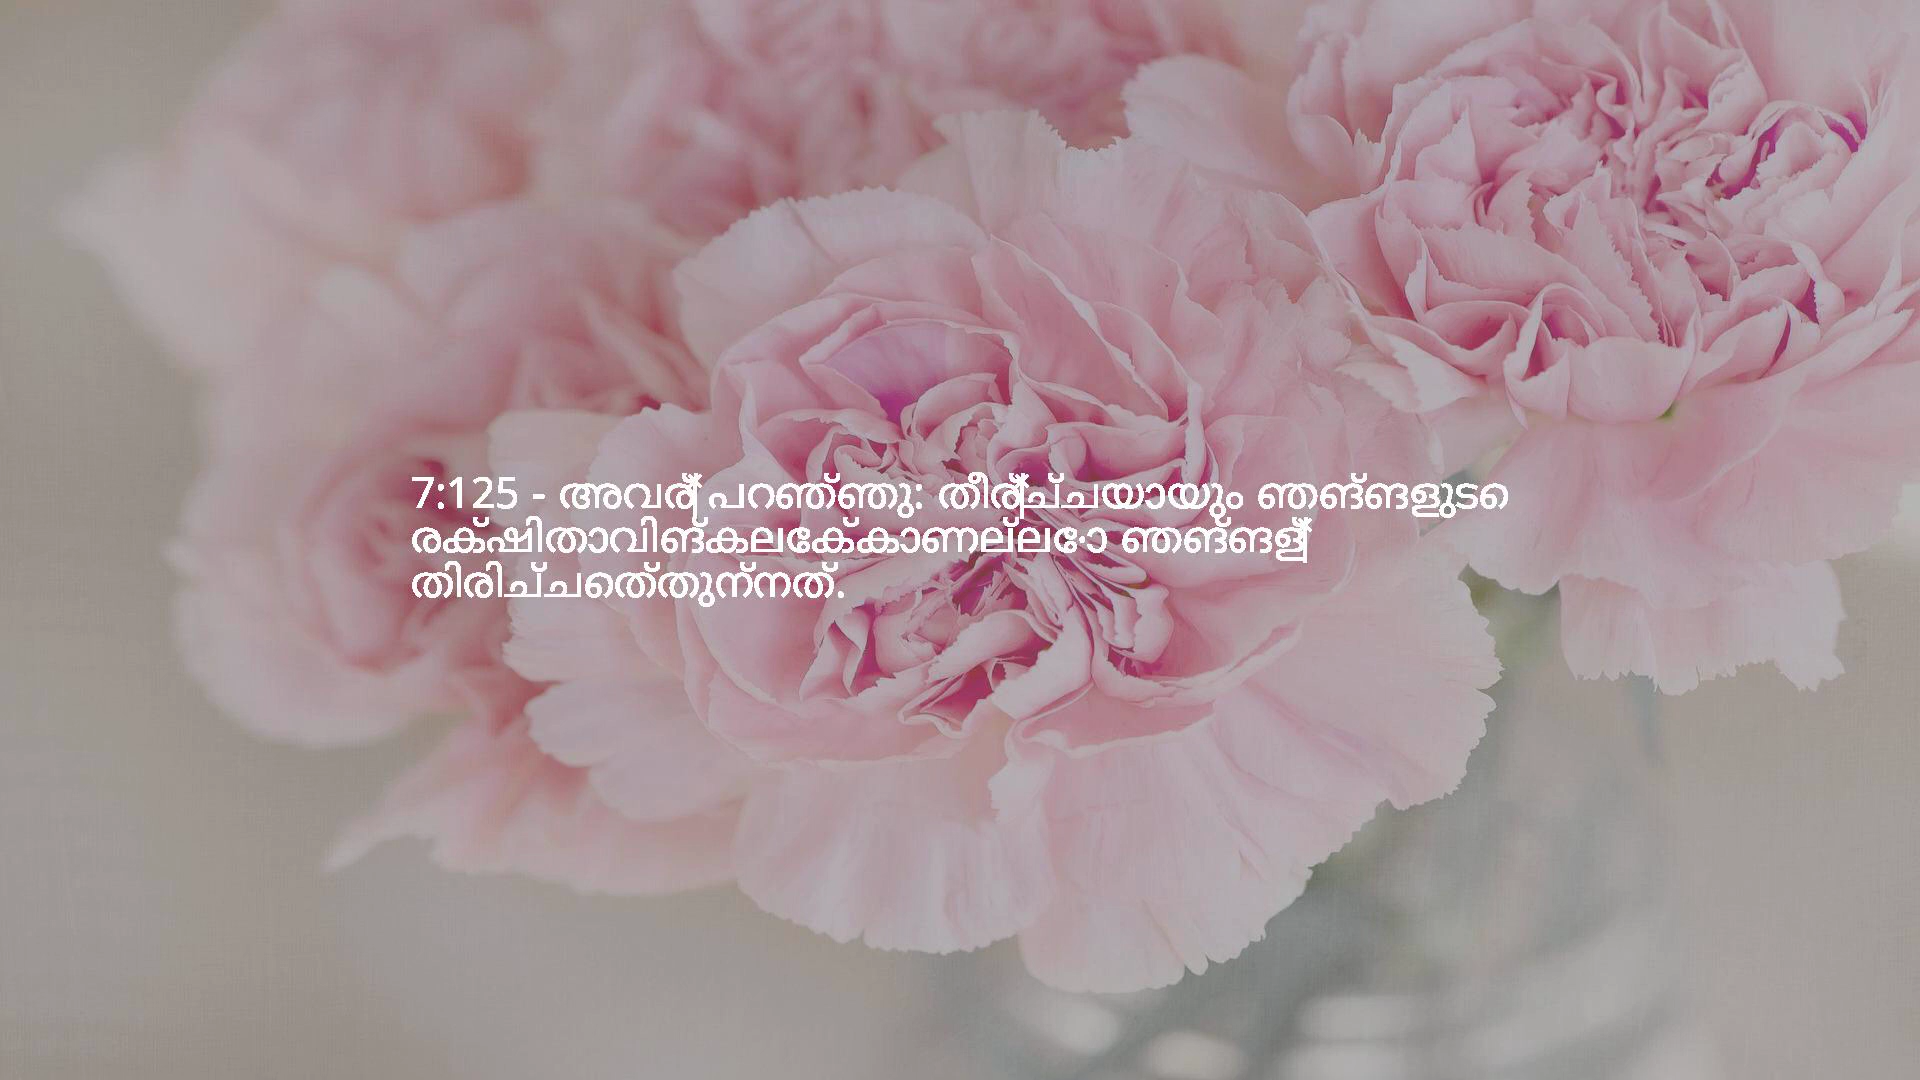 7:125 - അവര്‍ പറഞ്ഞു: തീര്‍ച്ചയായും ഞങ്ങളുടെ
രക്ഷിതാവിങ്കലേക്കാണല്ലോ ഞങ്ങള്‍
തിരിച്ചെത്തുന്നത്.